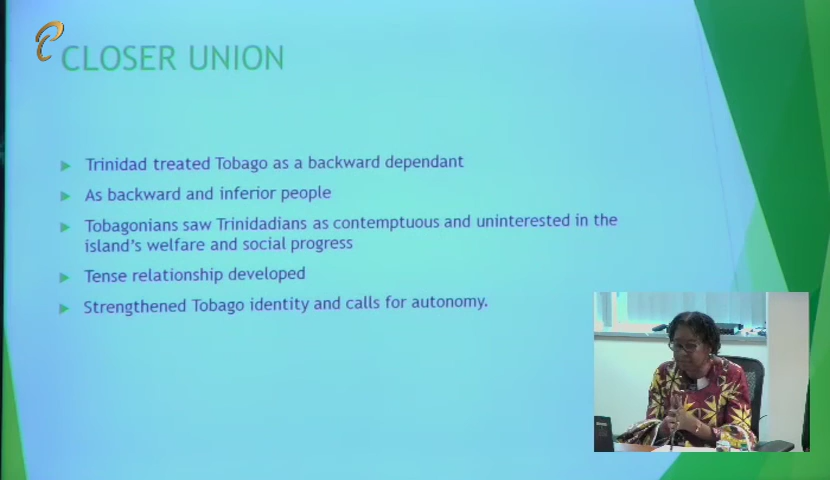 CLOSER UNION
Trinidad treated Tobago as a backward dependant
As backward and inferior people
Tobagonians saw Trinidadians as contemptuous and uninterested in the
island's welfare and social progress
Tense relationship developed
Strengthened Tobago identity and calls for autonomy.